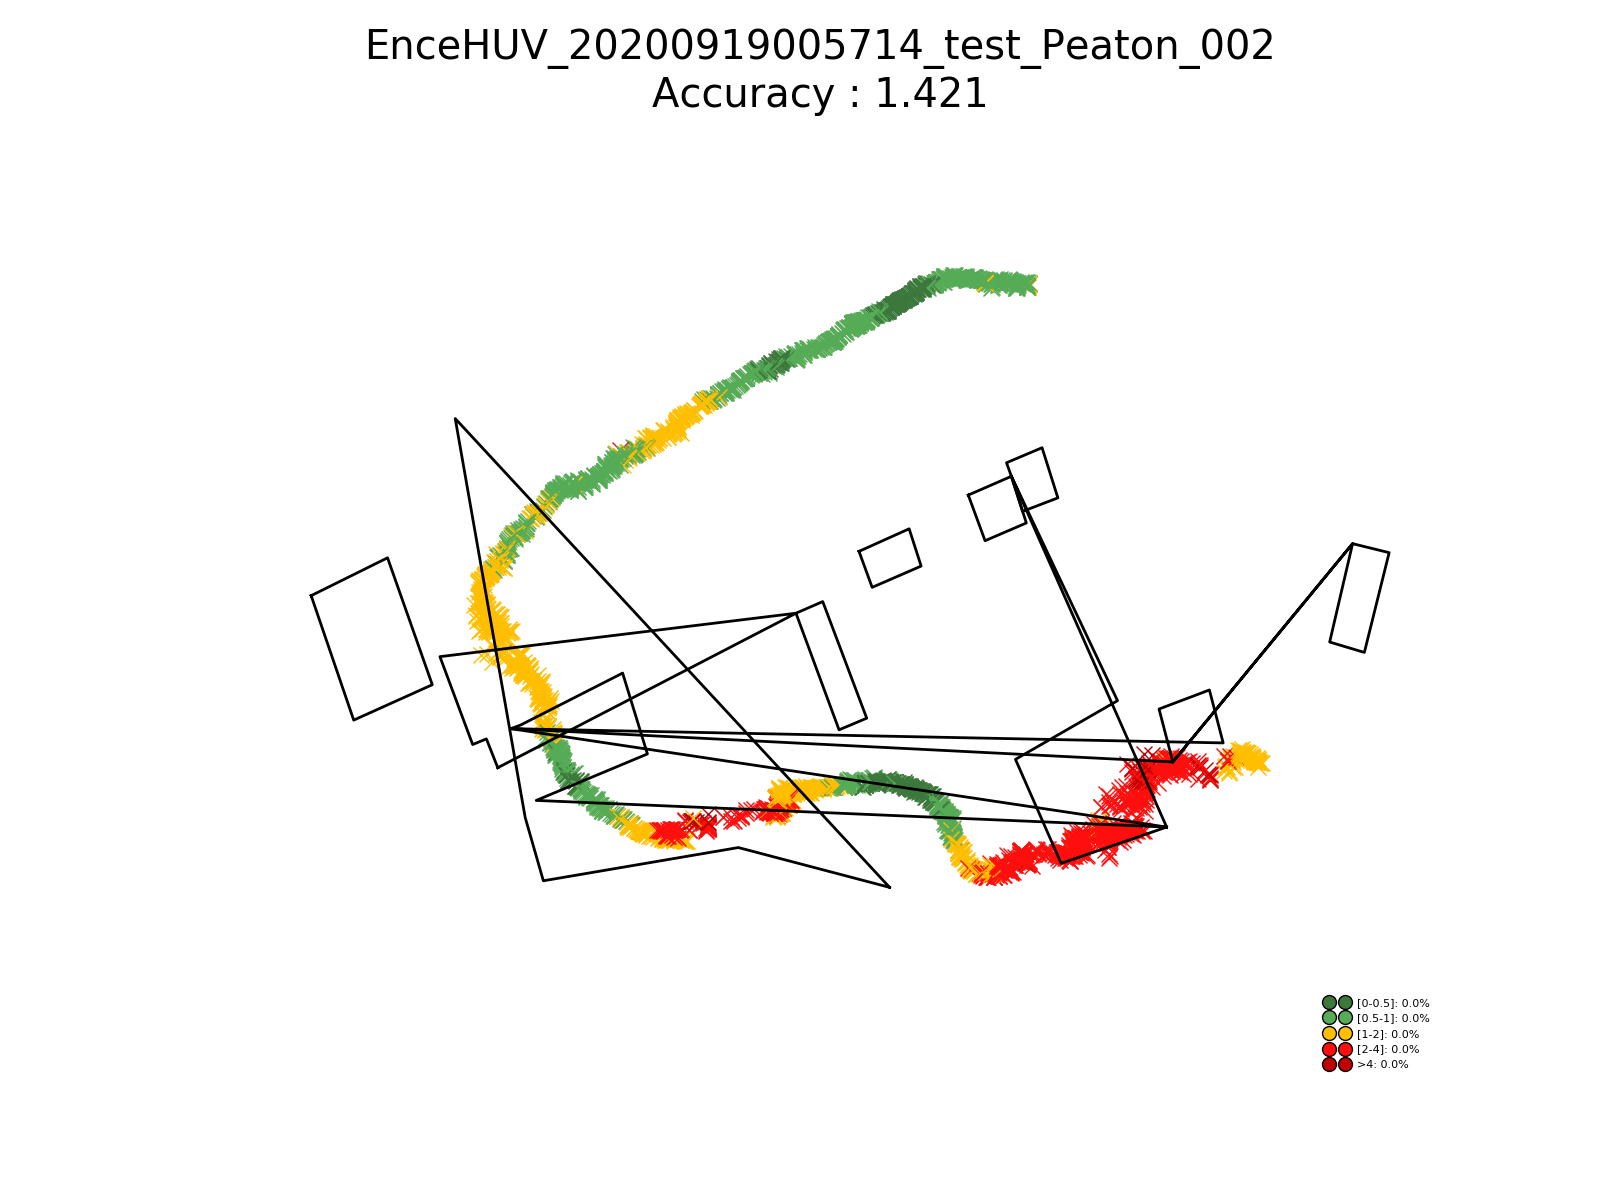 EnceHUV_20200919005714_test_Peaton_002
Accuracy : 1.421
[0-0.5]: 0.0%
[0.5-1]: 0.0%
[1-2]: 0.0%
[2-4]: 0.0%
>4: 0.0%